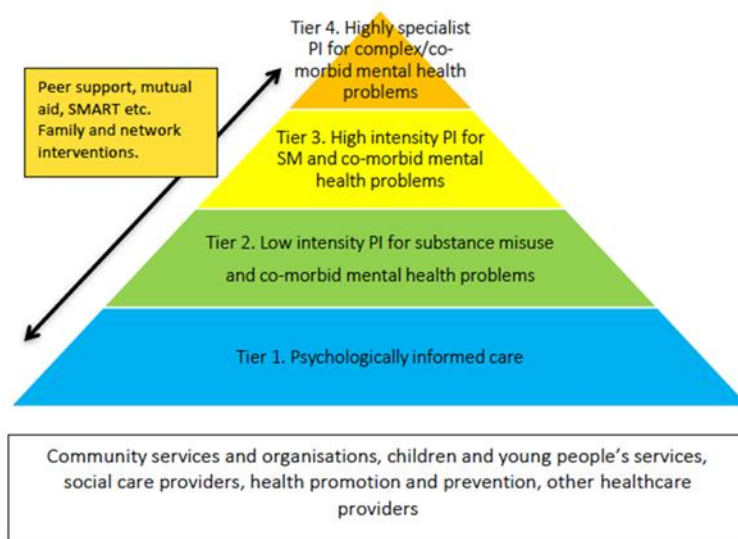 Tier 4. Highly specialist
PI for complex/co-
morbid mental health
problems
Peer support, mutual
aid, SMART etc.
Family and network
interventions.
Tier 3. High intensity PI for
SM and co-morbid mental
health problems
Tier 2. Low intensity PI for substance misuse
and co-morbid mental health problems
Tier 1. Psychologically informed care
Community services and organisations, children and young people’s services,
social care providers, health promotion and prevention, other healthcare
providers